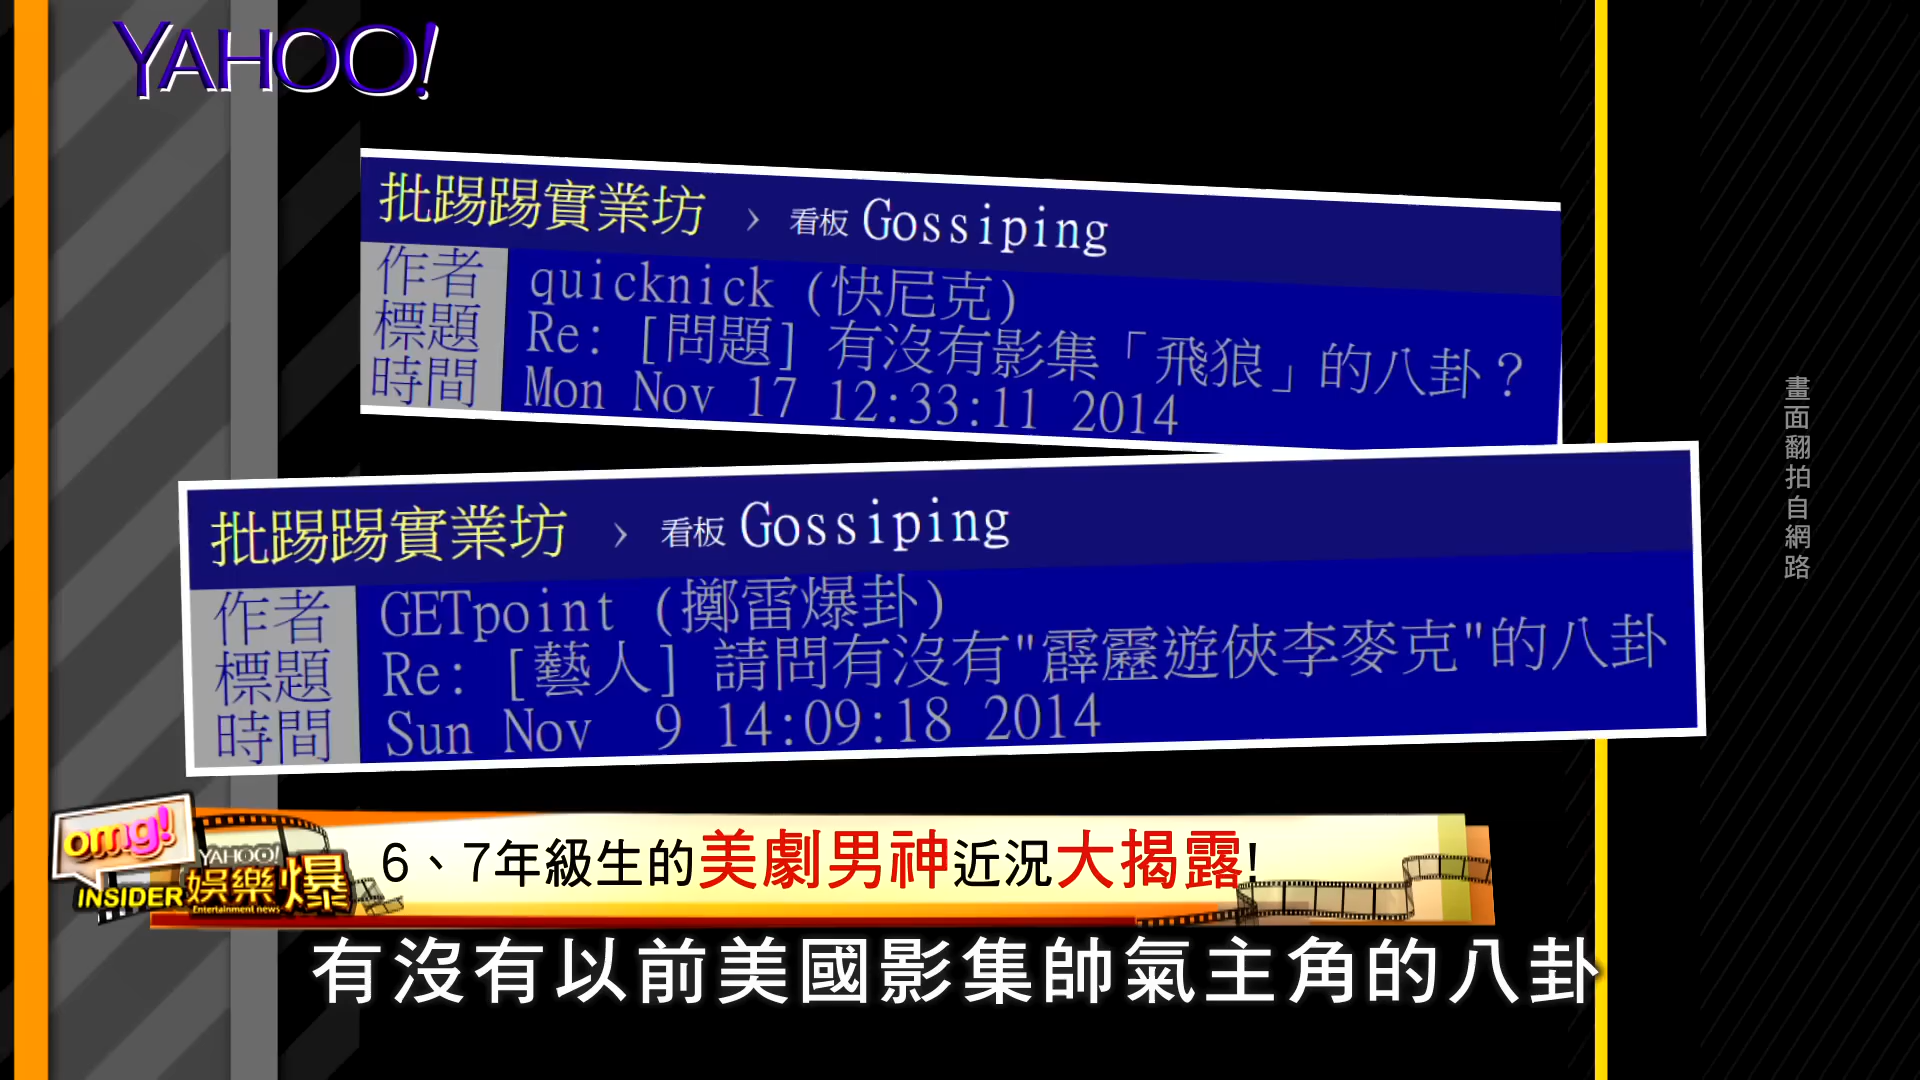 YAHOO!
批踢踢實業坊 › 看板 Gossiping
作者 quicknick (快尼克)
標題 Re: [問題] 有沒有影集「飛狼」的八卦？
時間 Mon Nov 17 12:33:11 2014
批踢踢實業坊 › 看板 Gossiping
作者 GETpoint (擲雷爆卦)
標題 Re: [藝人] 請問有沒有"霹靂遊俠李麥克"的八卦
時間 Sun Nov 9 14:09:18 2014
畫面翻拍自網路
omg!
INSIDER
YAHOO!
娛樂爆
Entertainment news
6、7年級生的美劇男神近況大揭露!
有沒有以前美國影集帥氣主角的八卦